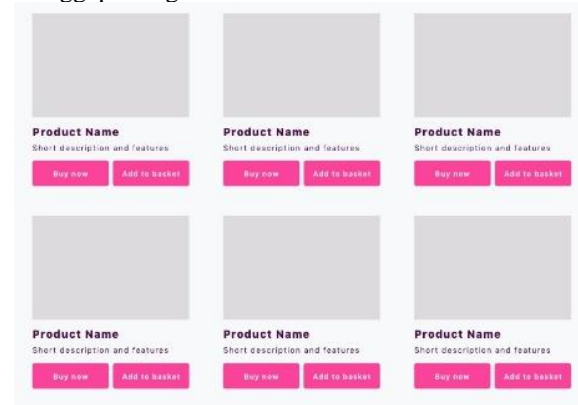 Product Name Product Name Product Name
Short description and features Short description and features Short description and features
Buy now Add to basket Buy now Add to basket Buy now Add to basket
Product Name Product Name Product Name
Short description and features Short description and features Short description and features
Buy now Add to basket Buy now Add to basket Buy now Add to basket